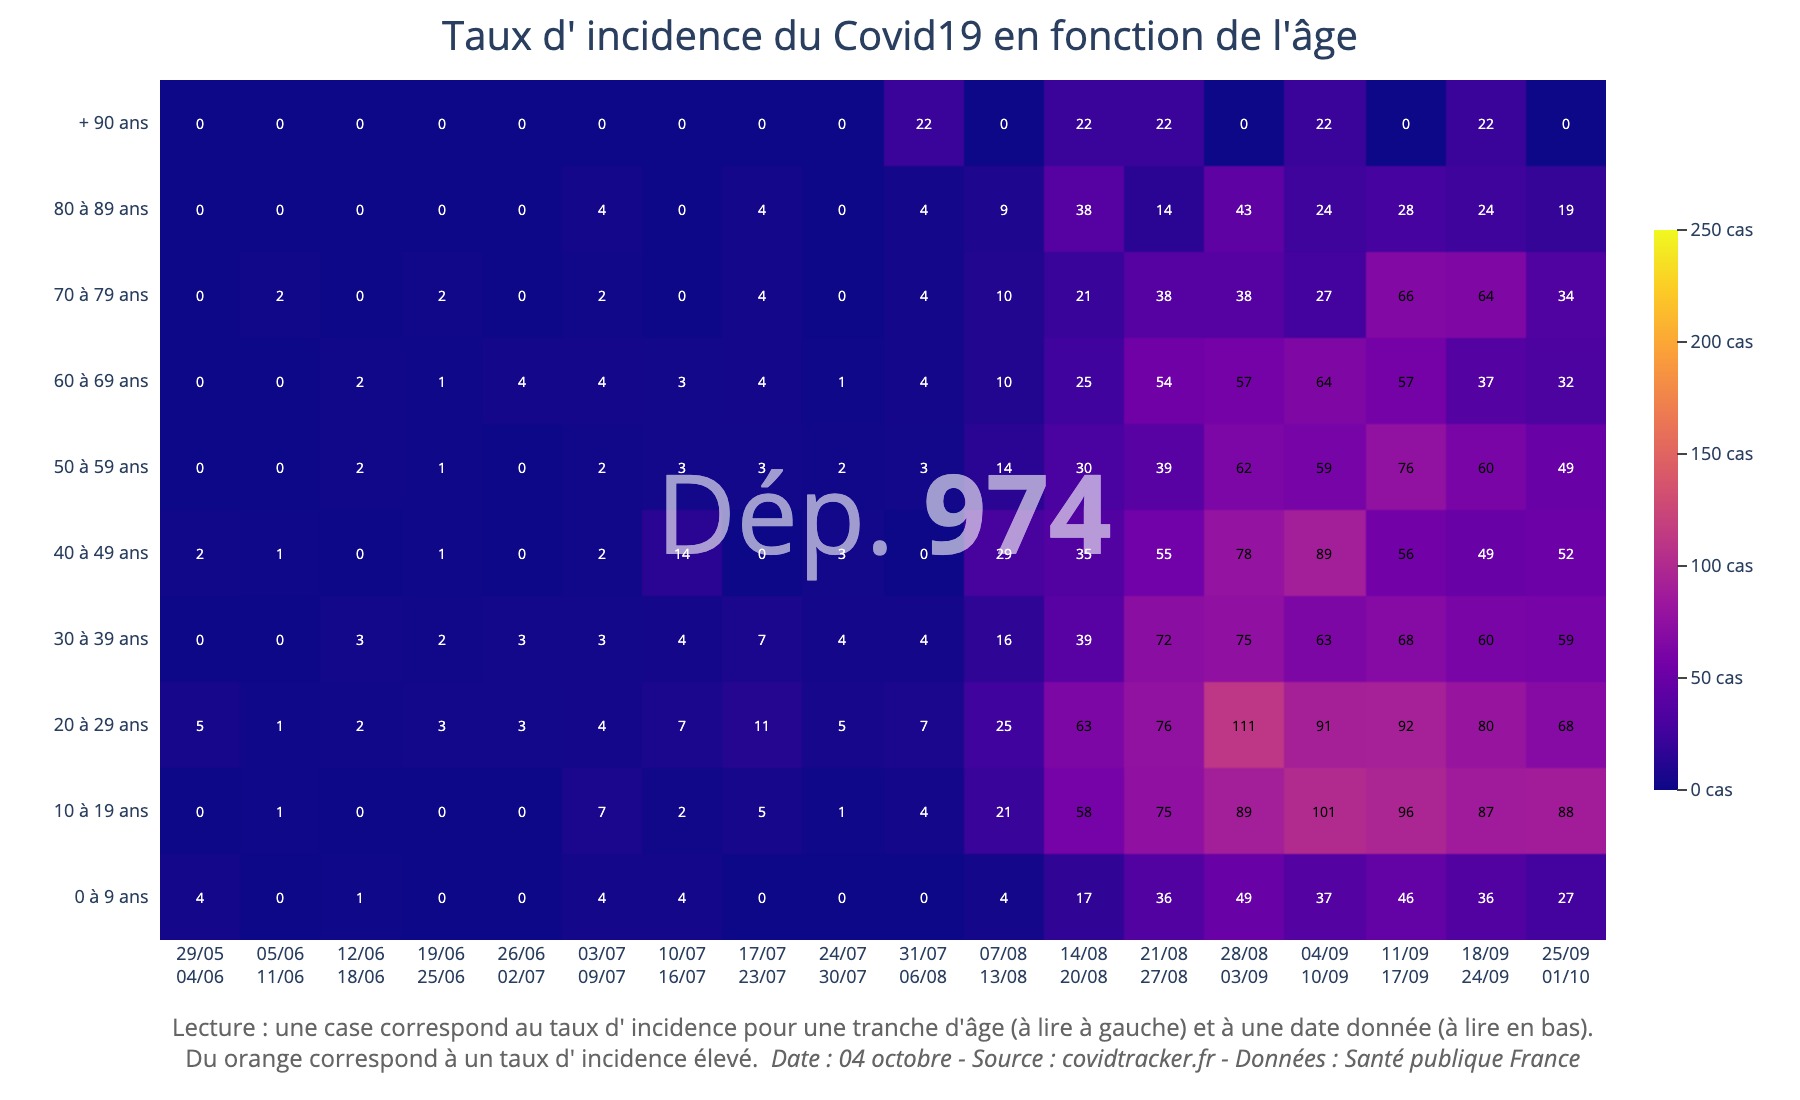 Taux d' incidence du Covid19 en fonction de l'âge
+ 90 ans 0 0 0 0 0 0 0 0 0 22 0 22 22 0 22 0 22 0
80 à 89 ans 0 0 0 0 0 4 0 4 0 4 9 38 14 43 24 28 24 19
250 cas
70 à 79 ans 0 2 0 2 0 2 0 4 0 4 10 21 38 38 27 66 64 34
200 cas
60 à 69 ans 0 0 2 1 4 4 3 4 1 4 10 25 54 57 64 57 37 32
150 cas
50 à 59 ans 0 0 2 1 0 2 3 3 2 3 14 30 39 62 59 76 60 49
Dép. 974
40 à 49 ans 2 1 0 1 0 2 14 0 3 0 29 35 55 78 89 56 49 52
100 cas
30 à 39 ans 0 0 3 2 3 3 4 7 4 4 16 39 72 75 63 68 60 59
50 cas
20 à 29 ans 5 1 2 3 3 4 7 11 5 7 25 63 76 111 91 92 80 68
0 cas
10 à 19 ans 0 1 0 0 0 7 2 5 1 4 21 58 75 89 101 96 87 88
0 à 9 ans 4 0 1 0 0 4 4 0 0 0 4 17 36 49 37 46 36 27
29/05 05/06 12/06 19/06 26/06 03/07 10/07 17/07 24/07 31/07 07/08 14/08 21/08 28/08 04/09 11/09 18/09 25/09
04/06 11/06 18/06 25/06 02/07 09/07 16/07 23/07 30/07 06/08 13/08 20/08 27/08 03/09 10/09 17/09 24/09 01/10
Lecture : une case correspond au taux d' incidence pour une tranche d'âge (à lire à gauche) et à une date donnée (à lire en bas).
Du orange correspond à un taux d' incidence élevé. Date : 04 octobre - Source : covidtracker.fr - Données : Santé publique France